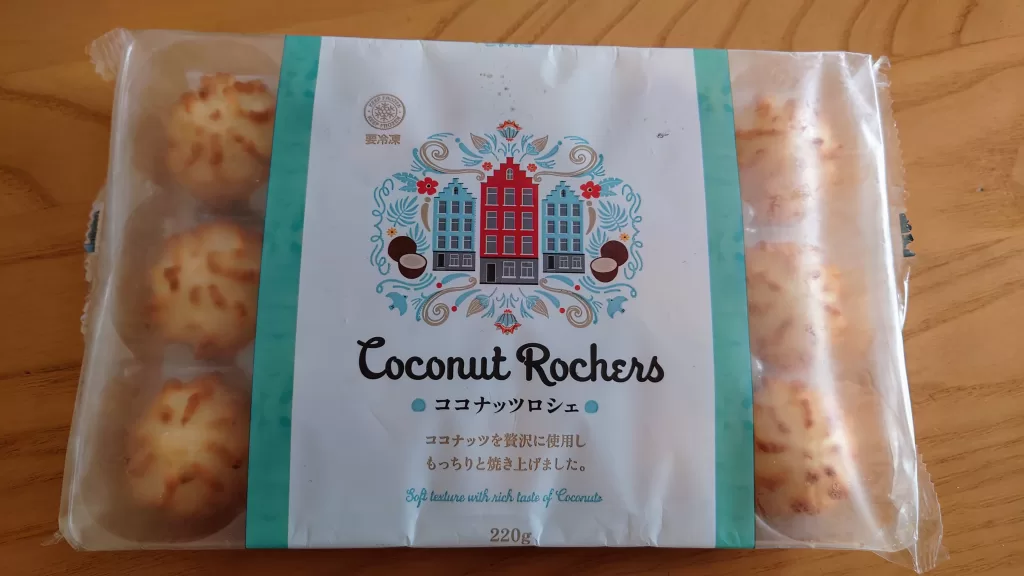 要冷凍
Coconut Rochers
ココナッツロシェ
ココナッツを贅沢に使用し
もっちりと焼き上げました。
Soft texture with rich taste of Coconuts
220g